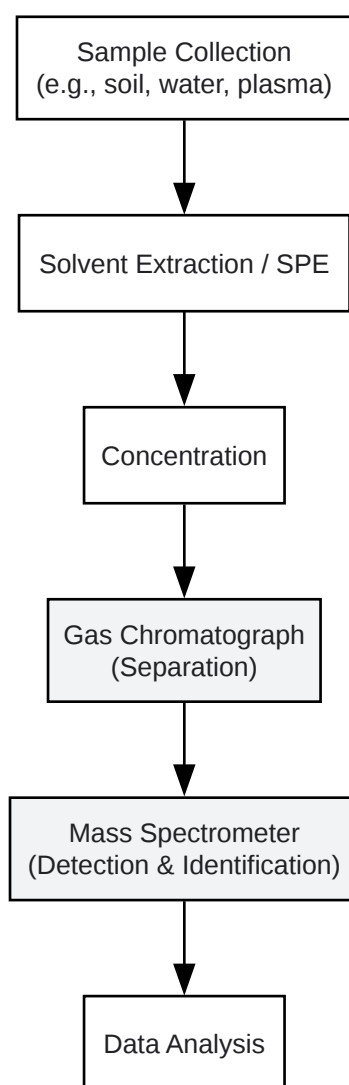 Sample Collection
(e.g., soil, water, plasma)
Solvent Extraction / SPE
Concentration
Gas Chromatograph
(Separation)
Mass Spectrometer
(Detection & Identification)
Data Analysis